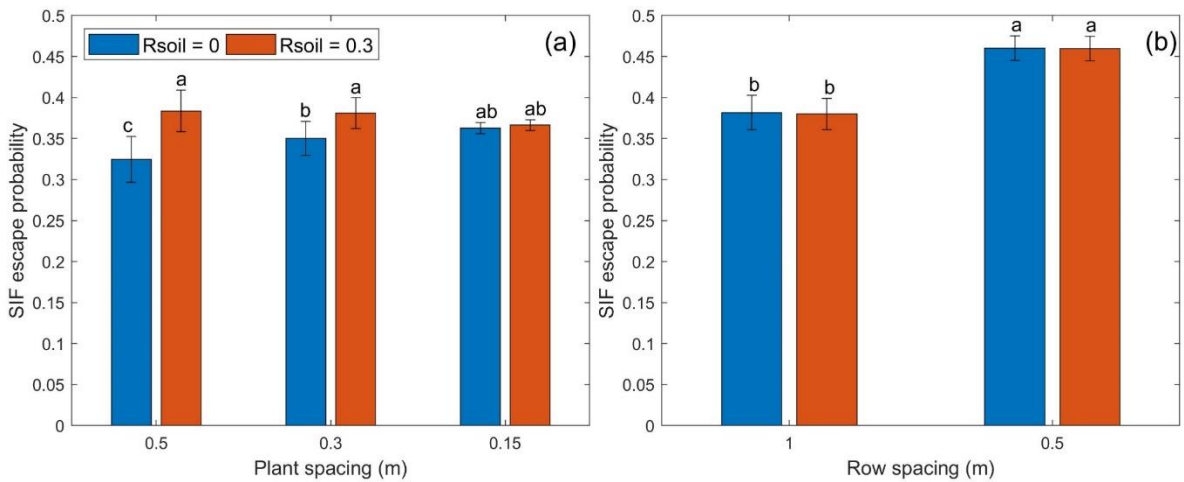 0.5
0.45
0.4
0.35
0.3
0.25
0.2
0.15
0.1
0.05
0
SIF escape probability
Rsoil = 0 Rsoil = 0.3
(a)
c a b a ab ab
0.5 0.3 0.15
Plant spacing (m)
0.5
0.45
0.4
0.35
0.3
0.25
0.2
0.15
0.1
0.05
0
SIF escape probability
(b)
b b a a
1 0.5
Row spacing (m)